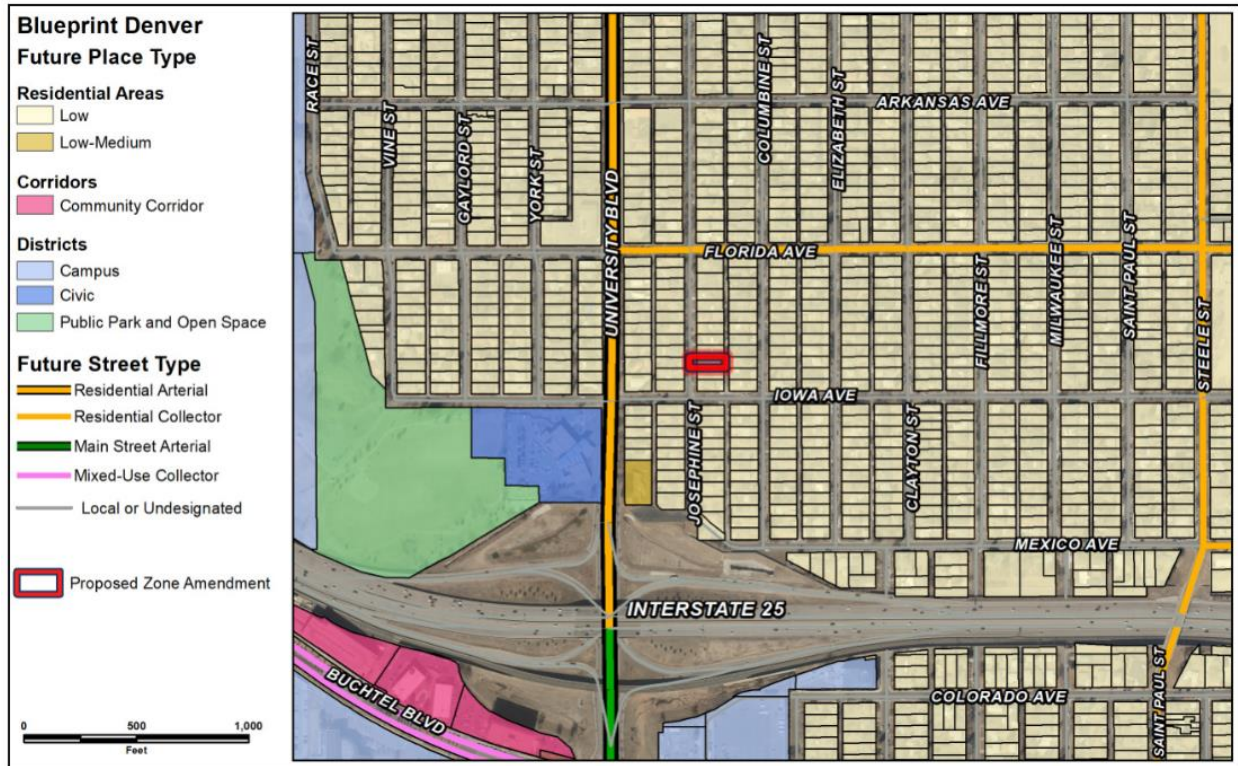 Blueprint Denver
Future Place Type
Residential Areas
Low
Low-Medium
Corridors
Community Corridor
Districts
Campus
Civic
Public Park and Open Space
Future Street Type
Residential Arterial
Residential Collector
Main Street Arterial
Mixed-Use Collector
Local or Undesignated
Proposed Zone Amendment
0 500 1,000
Feet
RACE ST
VINE ST
GAYLORD ST
YORK ST
UNIVERSITY BLVD
COLUMBINE ST
ELIZABETH ST
ARKANSAS AVE
FLORIDA AVE
FILLMORE ST
MILWAUKEE ST
SAINT PAUL ST
STEELE ST
IOWA AVE
JOSEPHINE ST
CLAYTON ST
MEXICO AVE
INTERSTATE 25
BUCHTEL BLVD
COLORADO AVE
SAINT PAUL ST